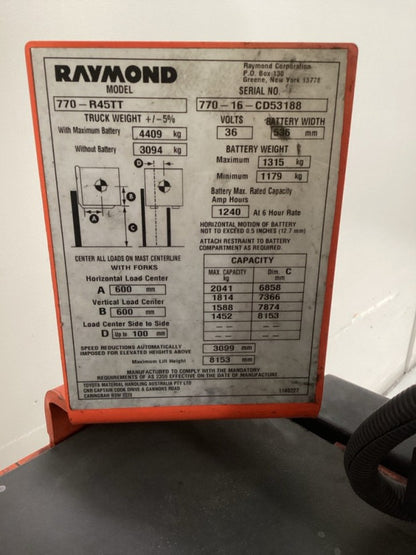 RAYMOND
Raymond Corporation
P.O. Box 130
Greene, New York 13778
MODEL
SERIAL NO.
770-R45TT
770-16-CD53188
TRUCK WEIGHT +/-5%
With Maximum Battery 4409 kg
Without Battery 3094 kg
VOLTS BATTERY WIDTH
36 536 mm
BATTERY WEIGHT
Maximum 1315 kg
Minimum 1179 kg
Battery Max. Rated Capacity
Amp Hours
1240 At 6 Hour Rate
HORIZONTAL MOTION OF BATTERY
NOT TO EXCEED 0.5 INCHES (12.7 mm)
ATTACH RESTRAINT TO BATTERY
COMPARTMENT AS REQUIRED.
D
B
A
C
CENTER ALL LOADS ON MAST CENTERLINE
WITH FORKS
Horizontal Load Center
A 600 mm
Vertical Load Center
B 600 mm
Load Center Side to Side
D Up to 100 mm
CAPACITY
MAX. CAPACITY kg Dim. C mm
2041 6858
1814 7366
1588 7874
1452 8153
-- --
-- --
SPEED REDUCTIONS AUTOMATICALLY
IMPOSED FOR ELEVATED HEIGHTS ABOVE
3099 mm
Maximum Lift Height
8153 mm
MANUFACTURED TO COMPLY WITH THE MANDATORY
REQUIREMENTS OF AS 2359 EFFECTIVE ON THE DATE OF MANUFACTURE.
TOYOTA MATERIAL HANDLING AUSTRALIA PTY LTD
CNR CAPTAIN COOK DRIVE & GANNONS ROAD
CARINGBAH NSW